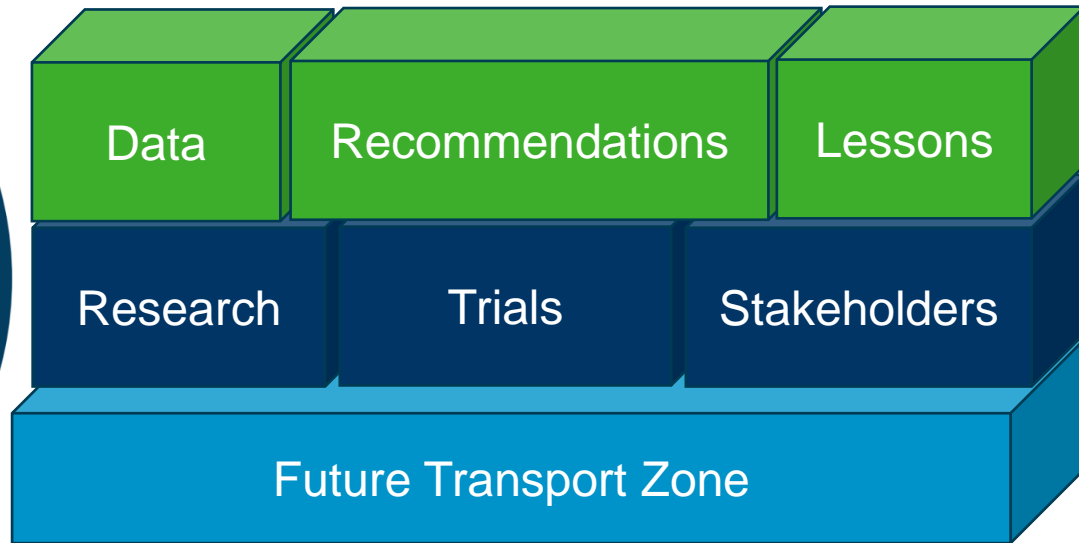 Data
Recommendations
Lessons
Research
Trials
Stakeholders
Future Transport Zone